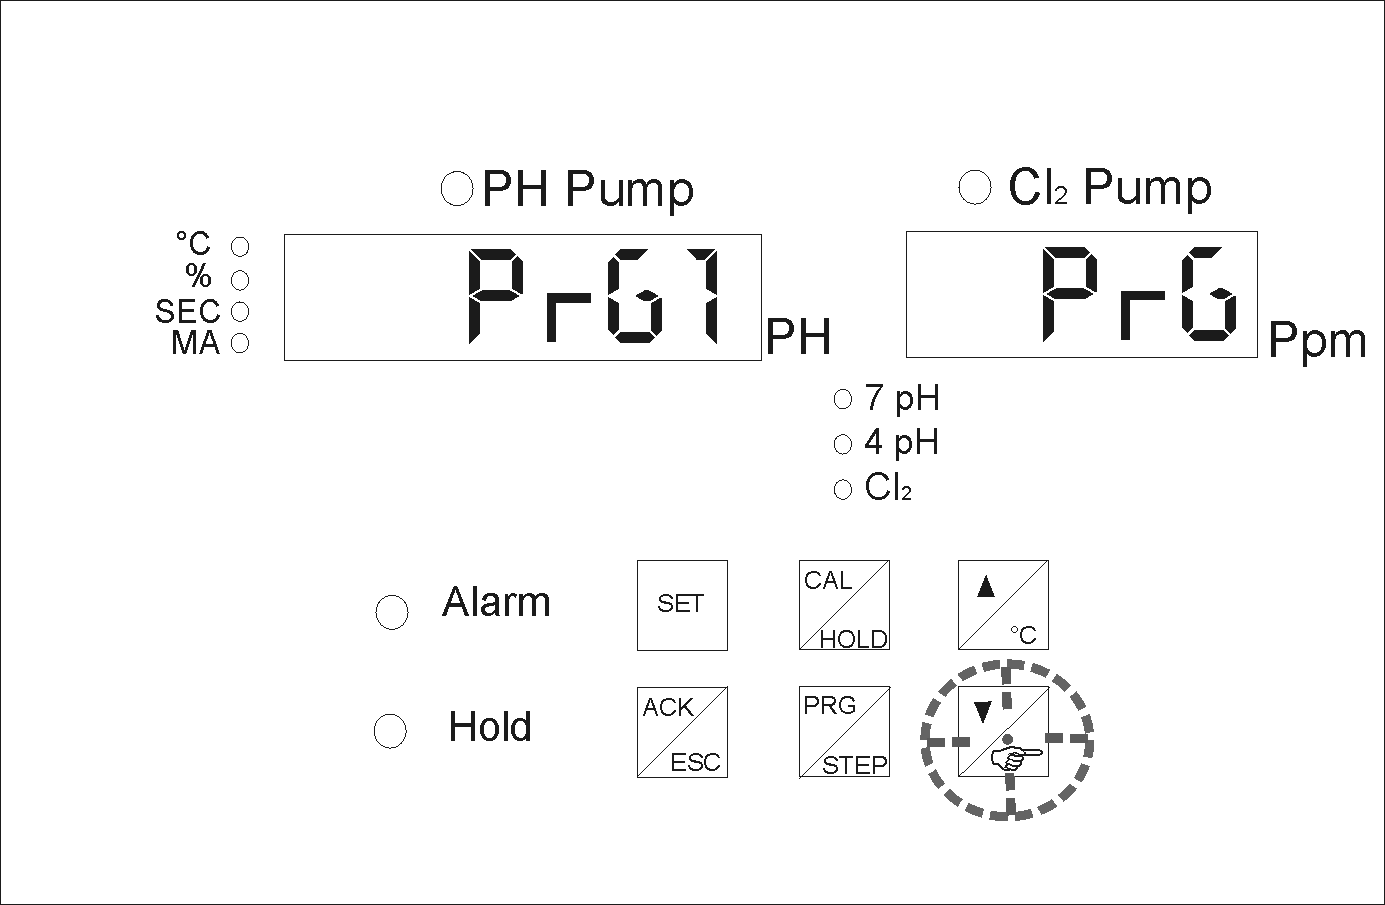 PH Pump
Cl₂ Pump
°C
%
SEC
MA
PrG1
PH
PrG
Ppm
7 pH
4 pH
Cl₂
Alarm
SET
CAL
HOLD
▲
°C
Hold
ACK
ESC
PRG
STEP
▼